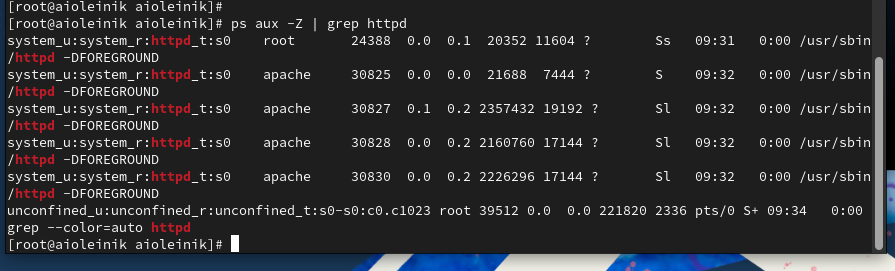 [root@aioleinik aioleinik]#
[root@aioleinik aioleinik]# ps aux -Z | grep httpd
system_u:system_r:httpd_t:s0    root       24388  0.0  0.1  20352 11604 ?        Ss   09:31   0:00 /usr/sbin
/httpd -DFOREGROUND
system_u:system_r:httpd_t:s0    apache     30825  0.0  0.0  21688  7444 ?        S    09:32   0:00 /usr/sbin
/httpd -DFOREGROUND
system_u:system_r:httpd_t:s0    apache     30827  0.1  0.2 2357432 19192 ?       Sl   09:32   0:00 /usr/sbin
/httpd -DFOREGROUND
system_u:system_r:httpd_t:s0    apache     30828  0.0  0.2 2160760 17144 ?       Sl   09:32   0:00 /usr/sbin
/httpd -DFOREGROUND
system_u:system_r:httpd_t:s0    apache     30830  0.0  0.2 2226296 17144 ?       Sl   09:32   0:00 /usr/sbin
/httpd -DFOREGROUND
unconfined_u:unconfined_r:unconfined_t:s0-s0:c0.c1023 root 39512 0.0  0.0 221820 2336 pts/0 S+ 09:34   0:00
grep --color=auto httpd
[root@aioleinik aioleinik]#